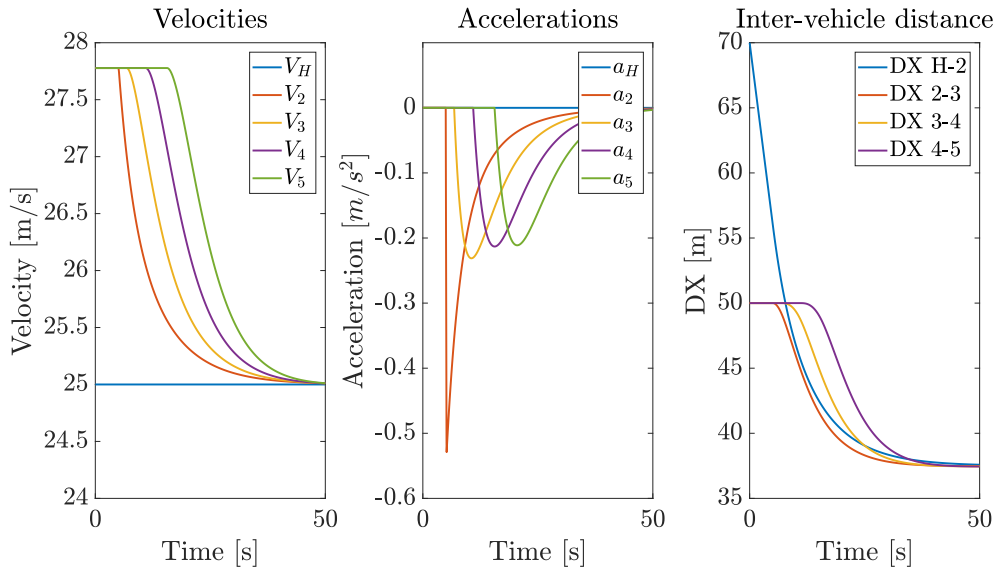 Velocities
28
27.5
27
26.5
26
25.5
25
24.5
24
0
50
Velocity [m/s]
Time [s]
V_H
V_2
V_3
V_4
V_5
Accelerations
0
-0.1
-0.2
-0.3
-0.4
-0.5
-0.6
0
50
Acceleration [m/s²]
Time [s]
a_H
a_2
a_3
a_4
a_5
Inter-vehicle distance
70
65
60
55
50
45
40
35
0
50
DX [m]
Time [s]
DX H-2
DX 2-3
DX 3-4
DX 4-5